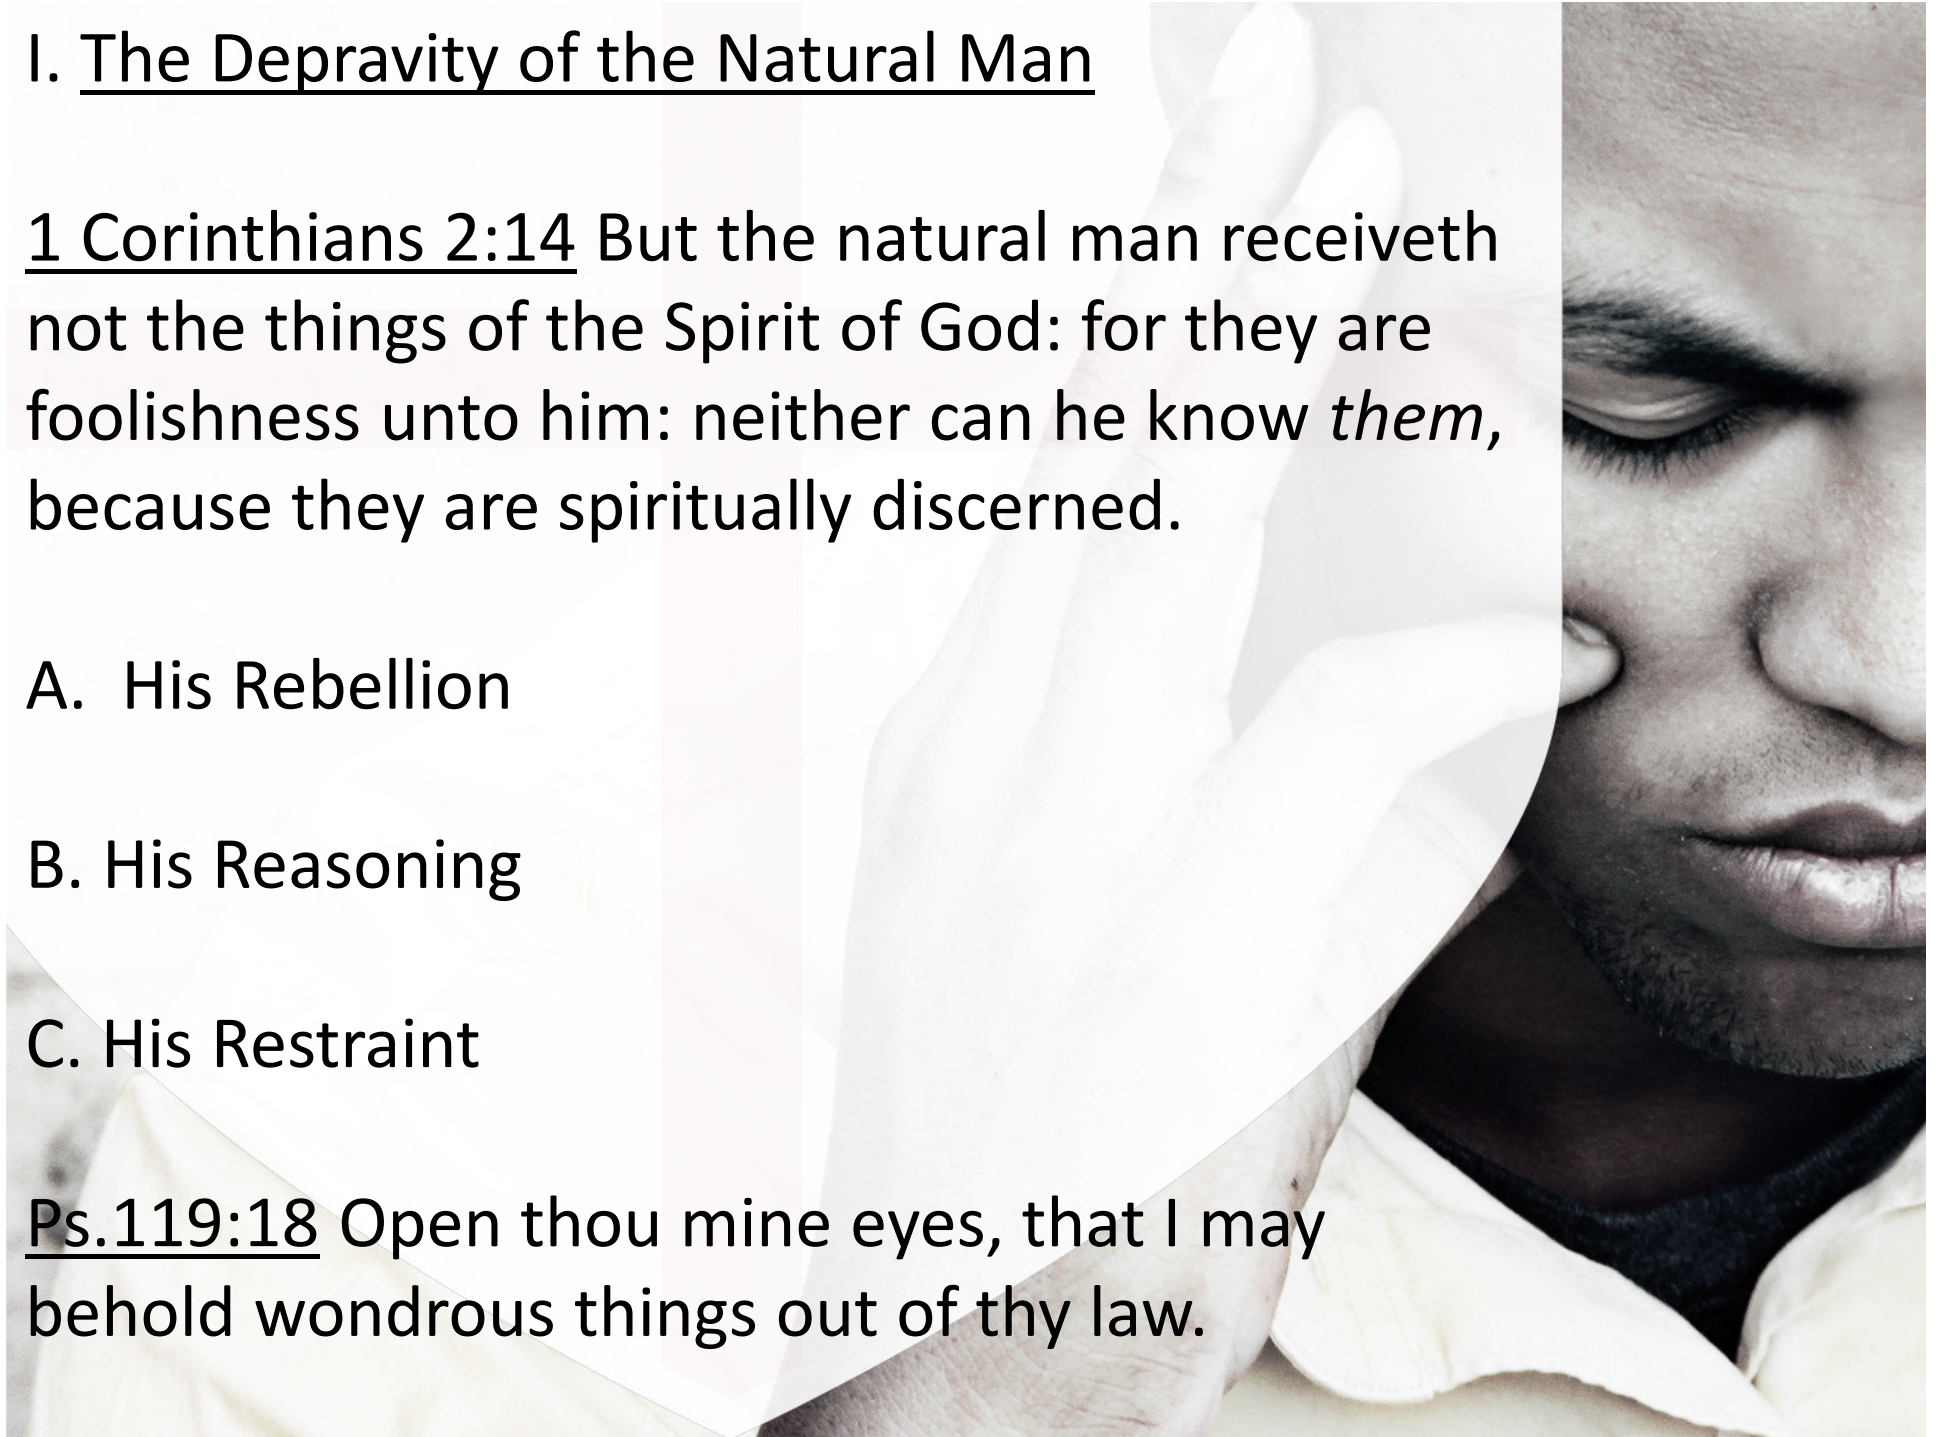 I. The Depravity of the Natural Man
1 Corinthians 2:14 But the natural man receiveth
not the things of the Spirit of God: for they are
foolishness unto him: neither can he know them,
because they are spiritually discerned.
A.  His Rebellion
B. His Reasoning
C. His Restraint
Ps.119:18 Open thou mine eyes, that I may
behold wondrous things out of thy law.